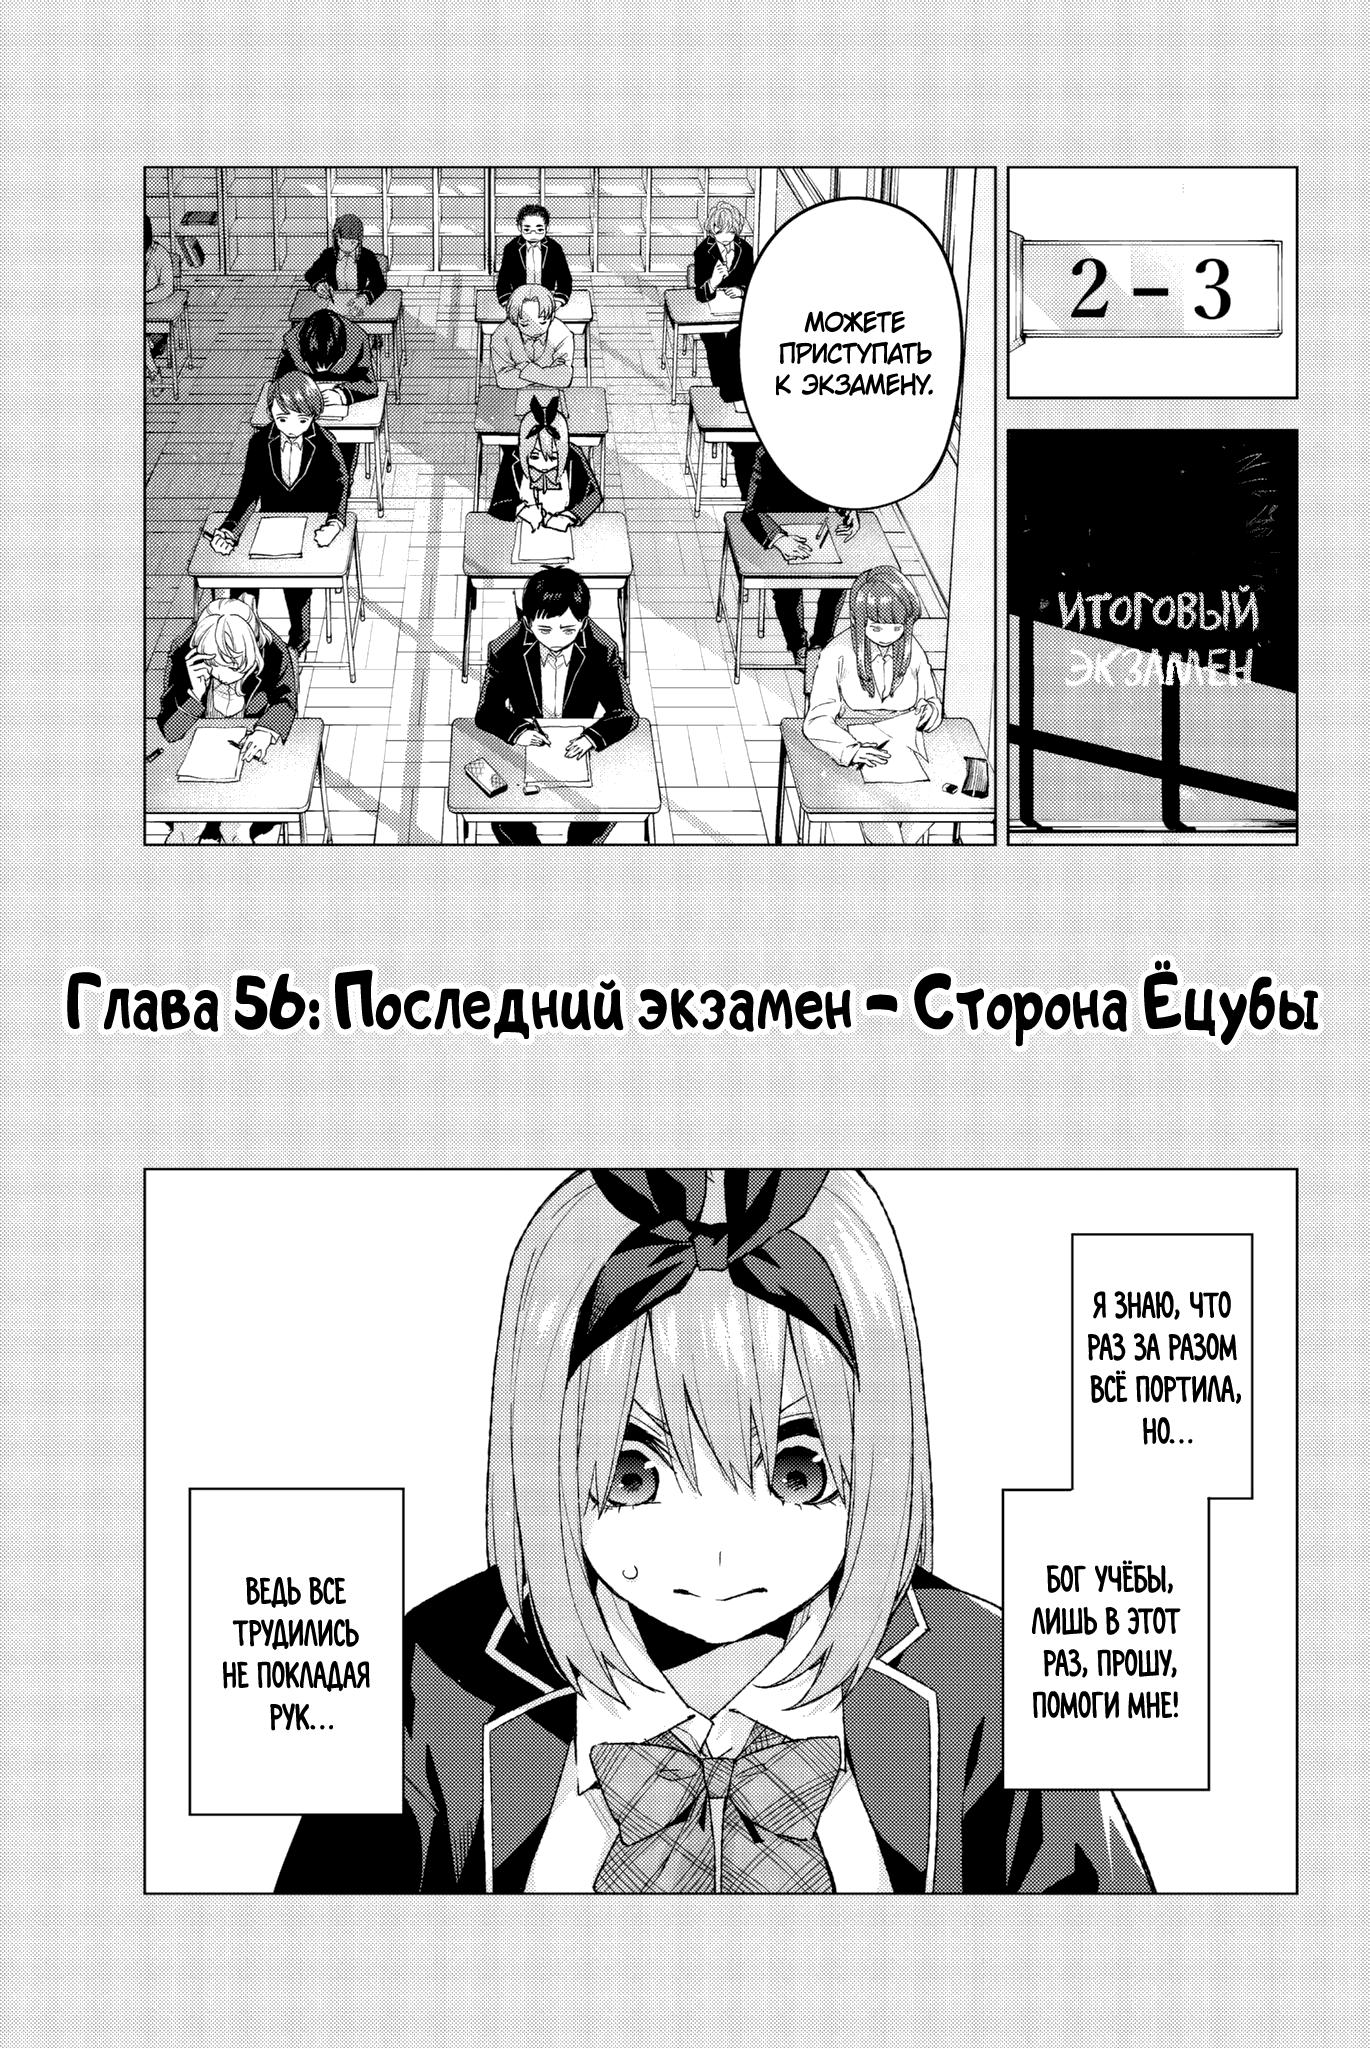 2-3
ИТОГОВЫЙ
ЭКЗАМЕН
МОЖЕТЕ
ПРИСТУПАТЬ
К ЭКЗАМЕНУ.
Глава 56: Последний экзамен - Сторона Ёцубы
Я ЗНАЮ, ЧТО
РАЗ ЗА РАЗОМ
ВСЁ ПОРТИЛА,
НО...
БОГ УЧЁБЫ,
ЛИШЬ В ЭТОТ
РАЗ, ПРОШУ,
ПОМОГИ МНЕ!
ВЕДЬ ВСЕ
ТРУДИЛИСЬ
НЕ ПОКЛАДАЯ
РУК...